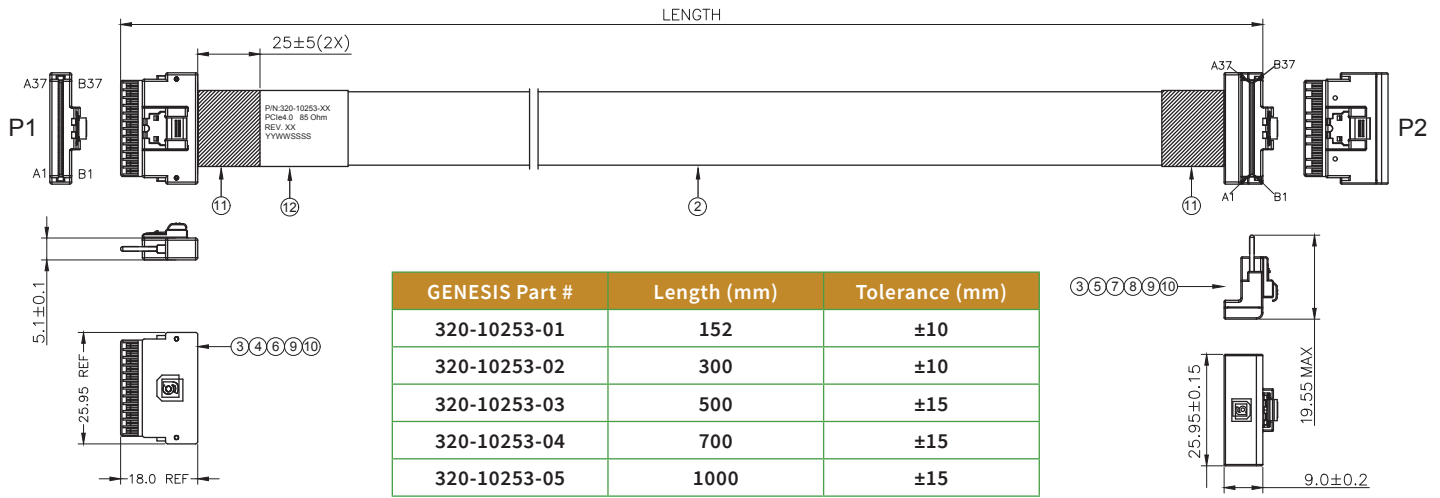 LENGTH
25±5(2X)
A37
B37
P1
A1
B1
P/N:320-10253-XX
PCIe4.0 85 Ohm
REV. XX
YYWWSSSS
11
12
2
11
A37
B37
P2
A1
B1
5.1±0.1
25.95 REF
18.0 REF
3 4 6 9 10
GENESIS Part # Length (mm) Tolerance (mm)
320-10253-01 152 ±10
320-10253-02 300 ±10
320-10253-03 500 ±15
320-10253-04 700 ±15
320-10253-05 1000 ±15
3 5 7 8 9 10
19.55 MAX
25.95±0.15
9.0±0.2